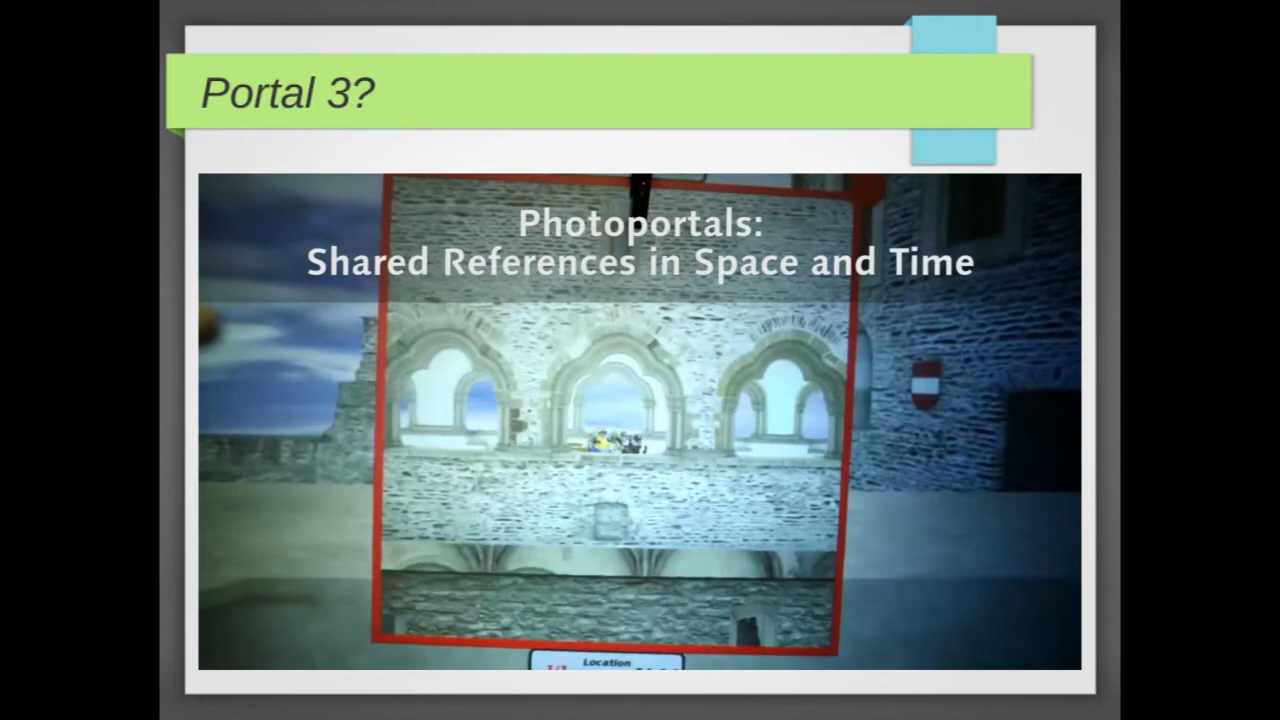 Portal 3?
Photoportals:
Shared References in Space and Time
Location